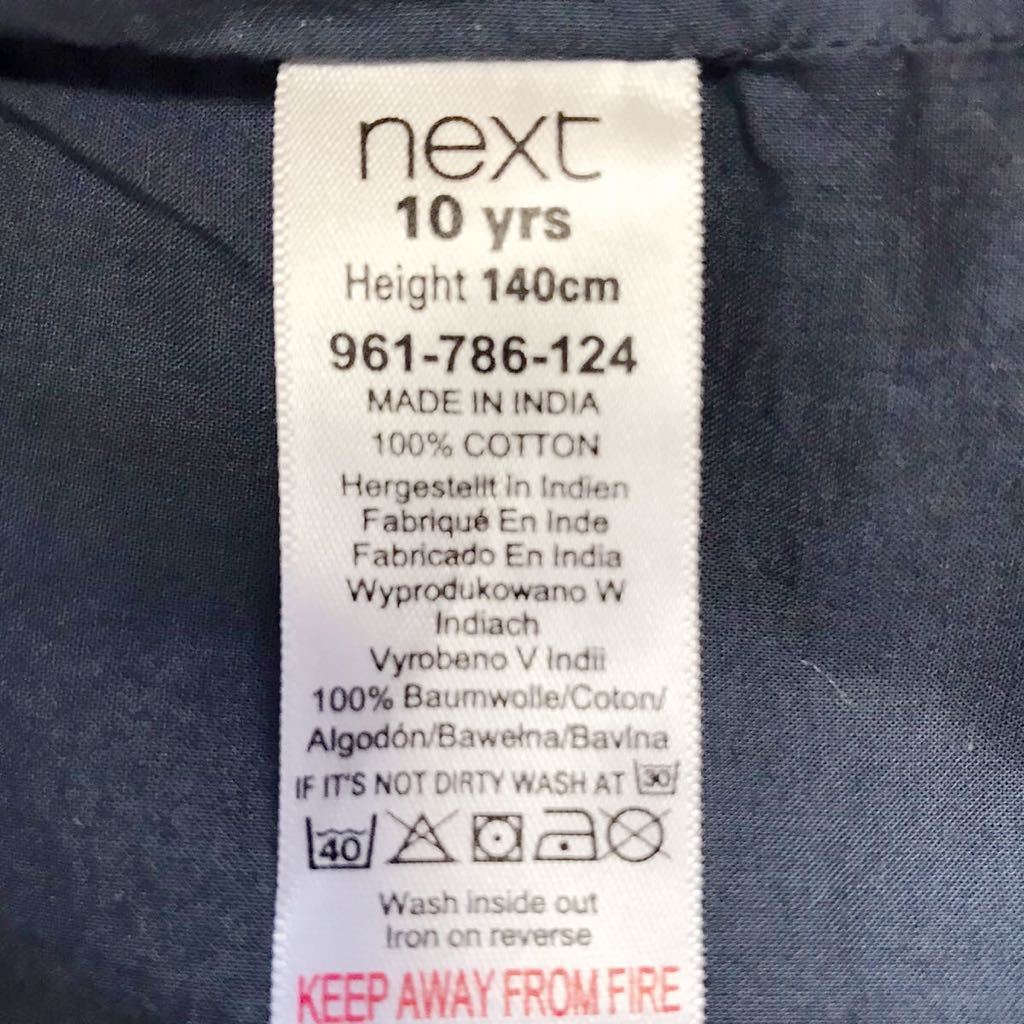 next
10 yrs
Height 140cm
961-786-124
MADE IN INDIA
100% COTTON
Hergestellt In Indien
Fabriqué En Inde
Fabricado En India
Wyprodukowano W
Indiach
Vyrobeno V Indii
100% Baumwolle/Coton/
Algodón/Bawełna/Bavlna
IF IT'S NOT DIRTY WASH AT 30
40
Wash inside out
Iron on reverse
KEEP AWAY FROM FIRE